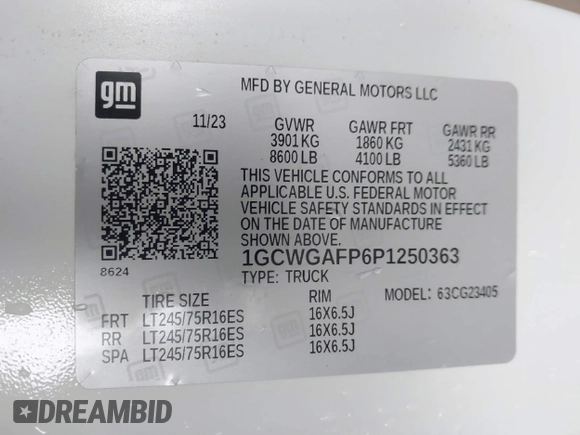 gm
MFD BY GENERAL MOTORS LLC
11/23 GVWR GAWR FRT GAWR RR
3901 KG 1860 KG 2431 KG
8600 LB 4100 LB 5360 LB
THIS VEHICLE CONFORMS TO ALL
APPLICABLE U.S. FEDERAL MOTOR
VEHICLE SAFETY STANDARDS IN EFFECT
ON THE DATE OF MANUFACTURE
SHOWN ABOVE.
8624
1GCWGAFP6P1250363
TYPE: TRUCK
TIRE SIZE RIM MODEL: 63CG23405
FRT LT245/75R16ES 16X6.5J
RR LT245/75R16ES 16X6.5J
SPA LT245/75R16ES 16X6.5J
DREAMBID